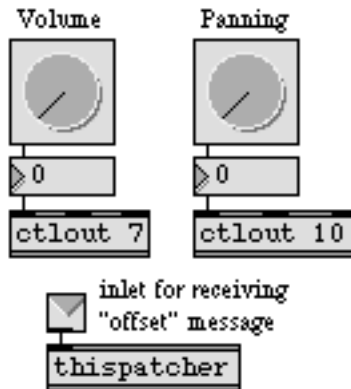 Volume
Panning
0
0
ctlout 7
ctlout 10
inlet for receiving
"offset" message
thispatcher